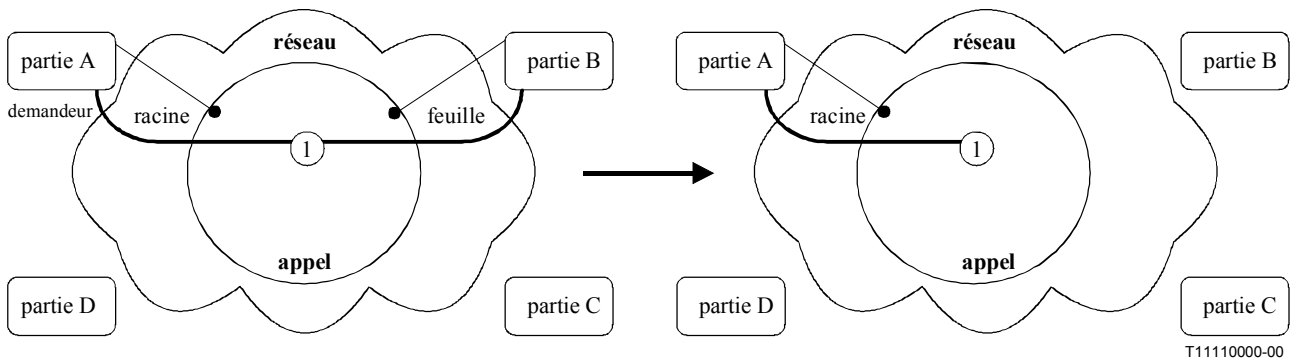 réseau
partie A
partie B
demandeur
racine
feuille
1
appel
partie D
partie C
réseau
partie A
partie B
racine
1
appel
partie D
partie C
T11110000-00